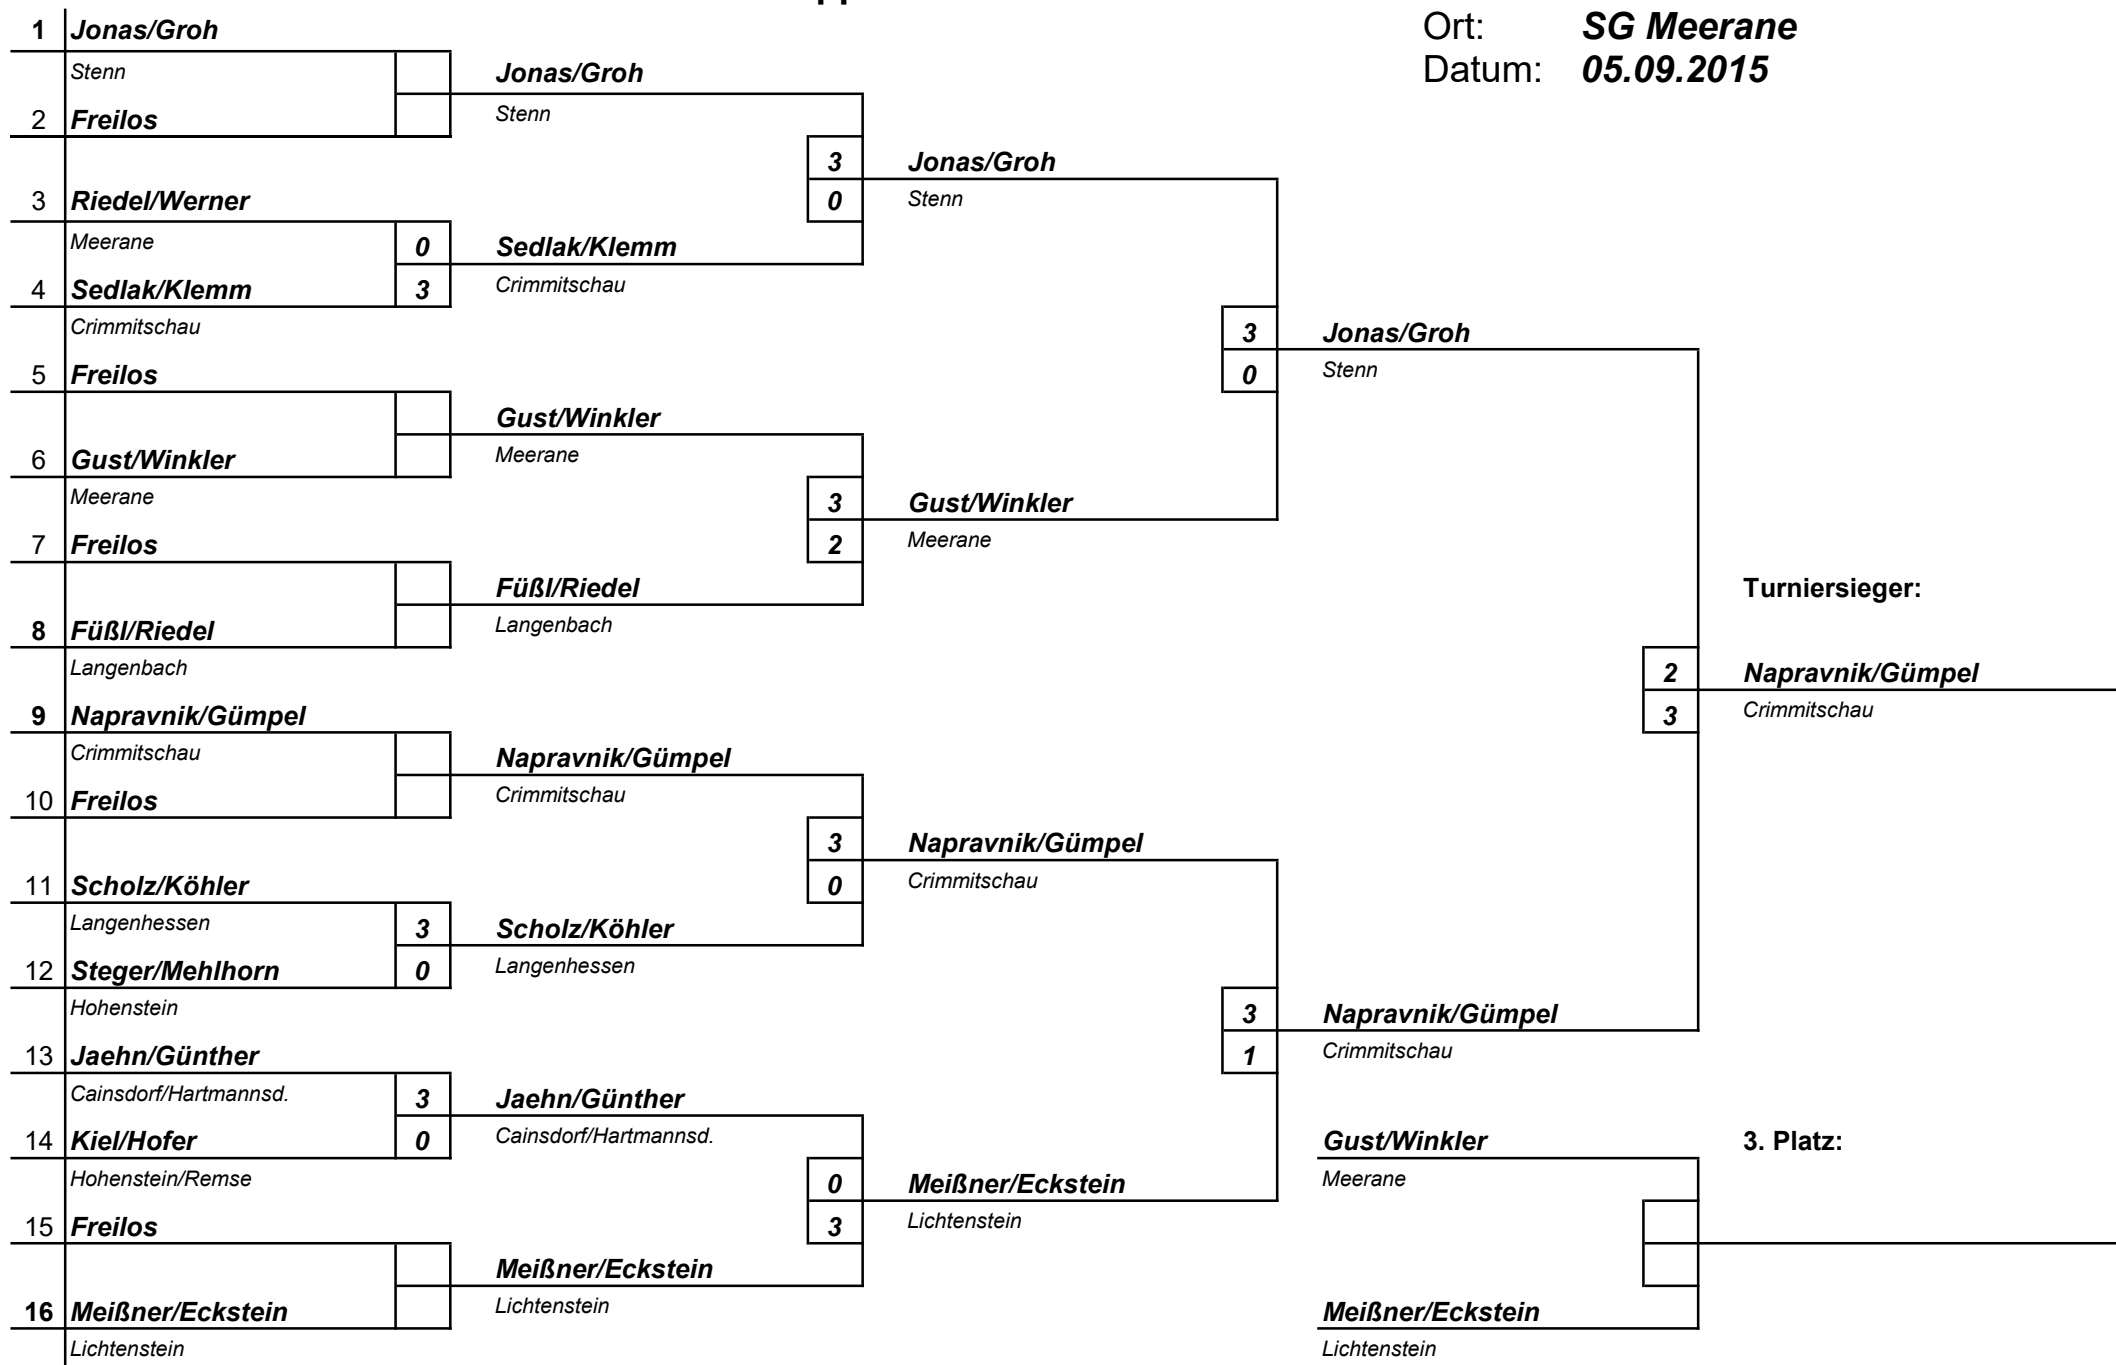 Ort: SG Meerane
Datum: 05.09.2015
1 Jonas/Groh
Stenn
2 Freilos
3 Riedel/Werner
Meerane 0
4 Sedlak/Klemm 3
Crimmitschau
5 Freilos
6 Gust/Winkler
Meerane
7 Freilos
8 Füßl/Riedel
Langenbach
9 Napravnik/Gümpel
Crimmitschau
10 Freilos
11 Scholz/Köhler
Langenhessen 3
12 Steger/Mehlhorn 0
Hohenstein
13 Jaehn/Günther
Cainsdorf/Hartmannsd. 3
14 Kiel/Hofer 0
Hohenstein/Remse
15 Freilos
16 Meißner/Eckstein
Lichtenstein
Jonas/Groh
Stenn
3
0
Sedlak/Klemm
Crimmitschau
Gust/Winkler
Meerane
3
2
Füßl/Riedel
Langenbach
Napravnik/Gümpel
Crimmitschau
3
0
Scholz/Köhler
Langenhessen
Jaehn/Günther
Cainsdorf/Hartmannsd.
0
3
Meißner/Eckstein
Lichtenstein
Jonas/Groh
Stenn
3
0
Gust/Winkler
Meerane
Napravnik/Gümpel
Crimmitschau
3
1
Meißner/Eckstein
Lichtenstein
Jonas/Groh
Stenn
2
3
Napravnik/Gümpel
Crimmitschau
Turniersieger:
Napravnik/Gümpel
Crimmitschau
Gust/Winkler
Meerane
3. Platz:
Meißner/Eckstein
Lichtenstein